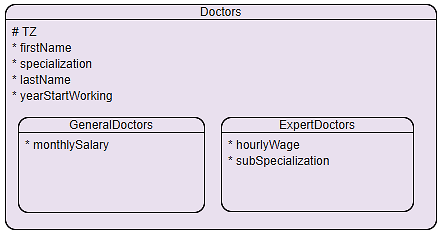 Doctors
# TZ
* firstName
* specialization
* lastName
* yearStartWorking
GeneralDoctors
* monthlySalary
ExpertDoctors
* hourlyWage
* subSpecialization